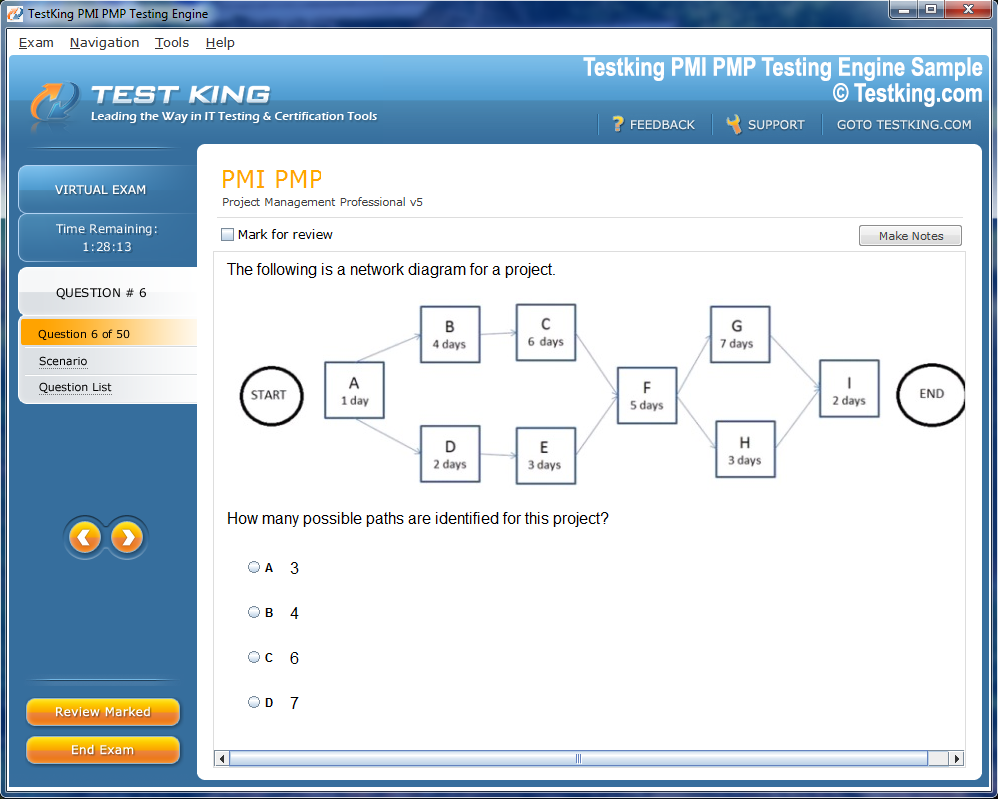 TestKing PMI PMP Testing Engine
Exam Navigation Tools Help
Testking PMI PMP Testing Engine Sample
© Testking.com
TEST KING
Leading the Way in IT Testing & Certification Tools
? FEEDBACK
SUPPORT
GOTO TESTKING.COM
VIRTUAL EXAM
Time Remaining:
1:28:13
QUESTION # 6
Question 6 of 50
Scenario
Question List
Review Marked
End Exam
PMI PMP
Project Management Professional v5
Mark for review
Make Notes
The following is a network diagram for a project.
START
A
1 day
B
4 days
C
6 days
D
2 days
E
3 days
F
5 days
G
7 days
H
3 days
I
2 days
END
How many possible paths are identified for this project?
A 3
B 4
C 6
D 7